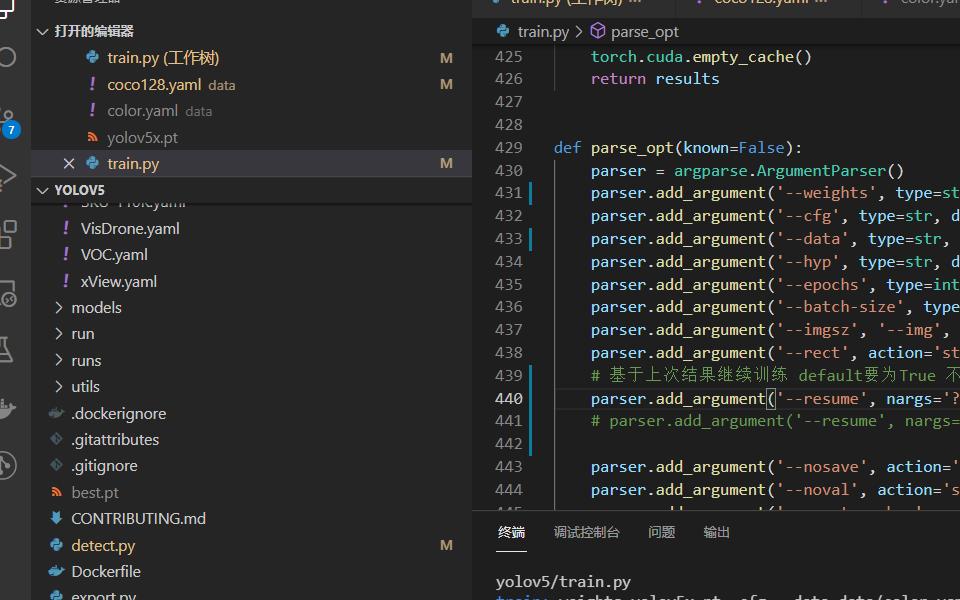 打开的编辑器
train.py (工作树) M
coco128.yaml data M
color.yaml data
yolov5x.pt
train.py M
YOLOV5
VisDrone.yaml
VOC.yaml
xView.yaml
models
run
runs
utils
.dockerignore
.gitattributes
.gitignore
best.pt
CONTRIBUTING.md
detect.py M
Dockerfile
export.py
7
train.py > parse_opt
425 torch.cuda.empty_cache()
426 return results
427
428
429 def parse_opt(known=False):
430 parser = argparse.ArgumentParser()
431 parser.add_argument('--weights', type=st
432 parser.add_argument('--cfg', type=str, d
433 parser.add_argument('--data', type=str,
434 parser.add_argument('--hyp', type=str, d
435 parser.add_argument('--epochs', type=int
436 parser.add_argument('--batch-size', type
437 parser.add_argument('--imgsz', '--img',
438 parser.add_argument('--rect', action='st
439 # 基于上次结果继续训练 default要为True 不
440 parser.add_argument('--resume', nargs='?
441 # parser.add_argument('--resume', nargs=
442
443 parser.add_argument('--nosave', action='
444 parser.add_argument('--noval', action='s
终端 调试控制台 问题 输出
yolov5/train.py